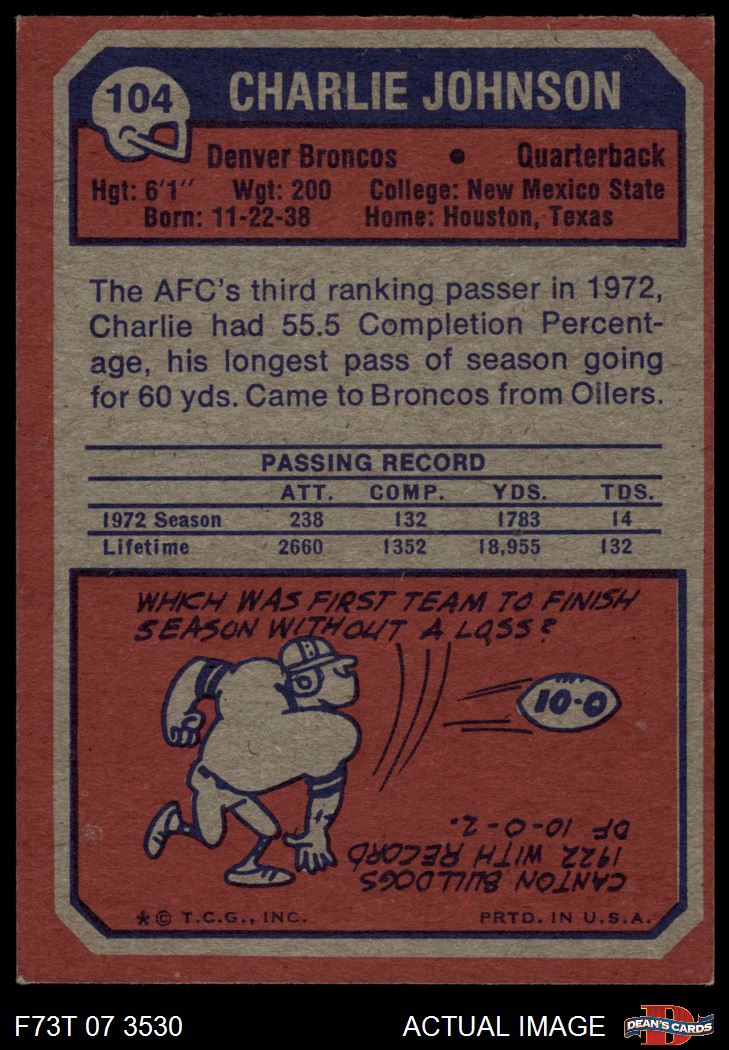 104
CHARLIE JOHNSON
Denver Broncos • Quarterback
Hgt: 6'1" Wgt: 200 College: New Mexico State
Born: 11-22-38 Home: Houston, Texas
The AFC's third ranking passer in 1972,
Charlie had 55.5 Completion Percent-
age, his longest pass of season going
for 60 yds. Came to Broncos from Oilers.
PASSING RECORD
ATT. COMP. YDS. TDS.
1972 Season 238 132 1783 14
Lifetime 2660 1352 18,955 132
WHICH WAS FIRST TEAM TO FINISH
SEASON WITHOUT A LOSS?
10-0
CANTON BULLDOGS
1922 WITH RECORD
OF 10-0-2.
* © T.C.G., INC. PRTD. IN U.S.A.
F73T 07 3530 ACTUAL IMAGE
D
DEAN'S CARDS